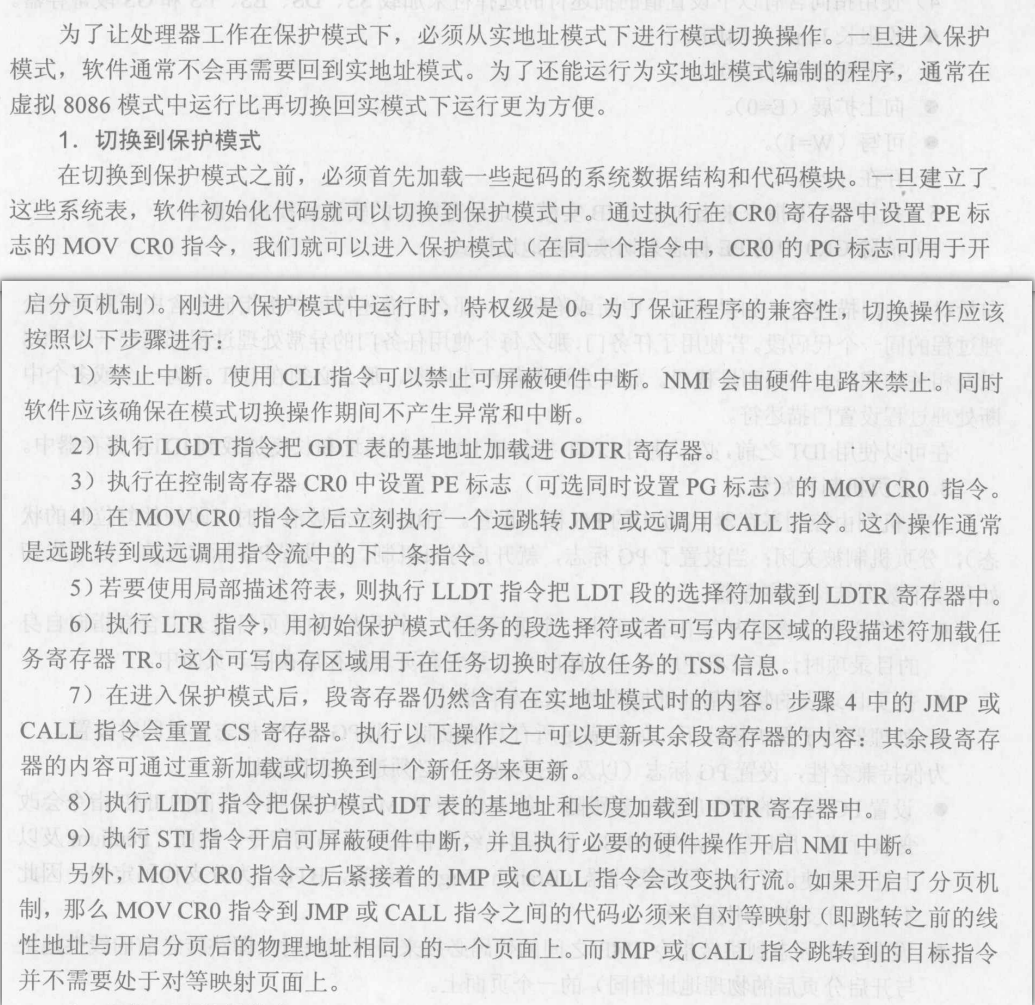 为了让处理器工作在保护模式下，必须从实地址模式下进行模式切换操作。一旦进入保护
模式，软件通常不会再需要回到实地址模式。为了还能运行为实地址模式编制的程序，通常在
虚拟 8086 模式中运行比再切换回实模式下运行更为方便。
1. 切换到保护模式
在切换到保护模式之前，必须首先加载一些起码的系统数据结构和代码模块。一旦建立了
这些系统表，软件初始化代码就可以切换到保护模式中。通过执行在 CR0 寄存器中设置 PE 标
志的 MOV CR0 指令，我们就可以进入保护模式（在同一个指令中，CR0 的 PG 标志可用于开
启分页机制）。刚进入保护模式中运行时，特权级是 0。为了保证程序的兼容性，切换操作应该
按照以下步骤进行：
1）禁止中断。使用 CLI 指令可以禁止可屏蔽硬件中断。NMI 会由硬件电路来禁止。同时
软件应该确保在模式切换操作期间不产生异常和中断。
2）执行 LGDT 指令把 GDT 表的基地址加载进 GDTR 寄存器。
3）执行在控制寄存器 CR0 中设置 PE 标志（可选同时设置 PG 标志）的 MOV CR0 指令。
4）在 MOV CR0 指令之后立刻执行一个远跳转 JMP 或远调用 CALL 指令。这个操作通常
是远跳转到或远调用指令流中的下一条指令。
5）若要使用局部描述符表，则执行 LLDT 指令把 LDT 段的选择符加载到 LDTR 寄存器中。
6）执行 LTR 指令，用初始保护模式任务的段选择符或者可写内存区域的段描述符加载任
务寄存器 TR。这个可写内存区域用于在任务切换时存放任务的 TSS 信息。
7）在进入保护模式后，段寄存器仍然含有在实地址模式时的内容。步骤 4 中的 JMP 或
CALL 指令会重置 CS 寄存器。执行以下操作之一可以更新其余段寄存器的内容：其余段寄存
器的内容可通过重新加载或切换到一个新任务来更新。
8）执行 LIDT 指令把保护模式 IDT 表的基地址和长度加载到 IDTR 寄存器中。
9）执行 STI 指令开启可屏蔽硬件中断，并且执行必要的硬件操作开启 NMI 中断。
另外，MOV CR0 指令之后紧接着的 JMP 或 CALL 指令会改变执行流。如果开启了分页机
制，那么 MOV CR0 指令到 JMP 或 CALL 指令之间的代码必须来自对等映射（即跳转之前的线
性地址与开启分页后的物理地址相同）的一个页面上。而 JMP 或 CALL 指令跳转到的目标指令
并不需要处于对等映射页面上。